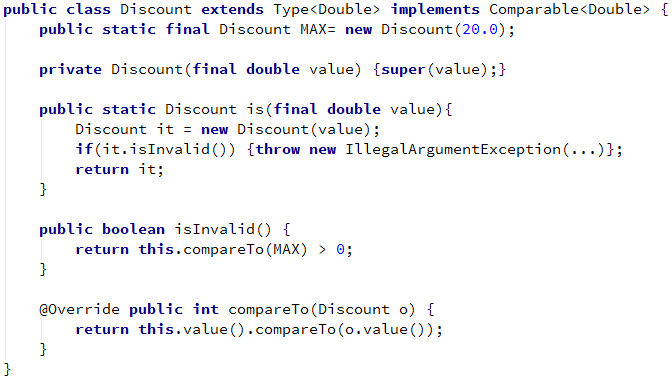 public class Discount extends Type<Double> implements Comparable<Double> {
public static final Discount MAX= new Discount(20.0);
private Discount(final double value) {super(value);}
public static Discount is(final double value){
Discount it = new Discount(value);
if(it.isInvalid()) {throw new IllegalArgumentException(...)};
return it;
}
public boolean isInvalid() {
return this.compareTo(MAX) > 0;
}
@Override public int compareTo(Discount o) {
return this.value().compareTo(o.value());
}
}